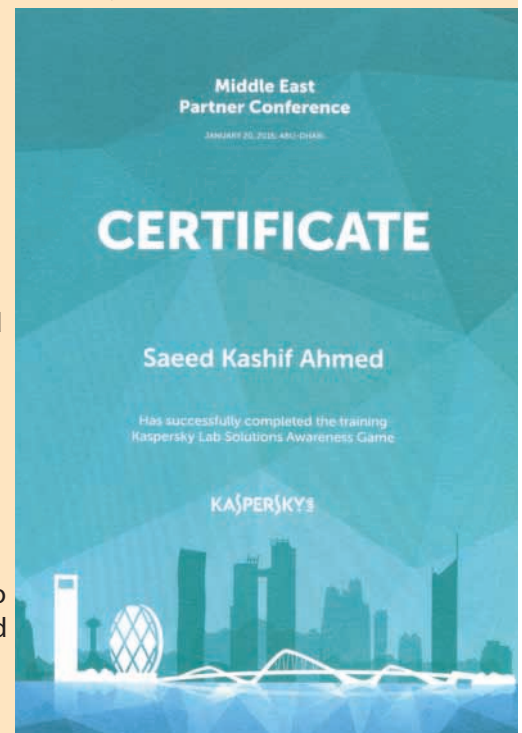 Middle East
Partner Conference
JANUARY 20, 2016, ABU-DHABI
CERTIFICATE
Saeed Kashif Ahmed
Has successfully completed the training
Kaspersky Lab Solutions Awareness Game
KASPERSKY LAB